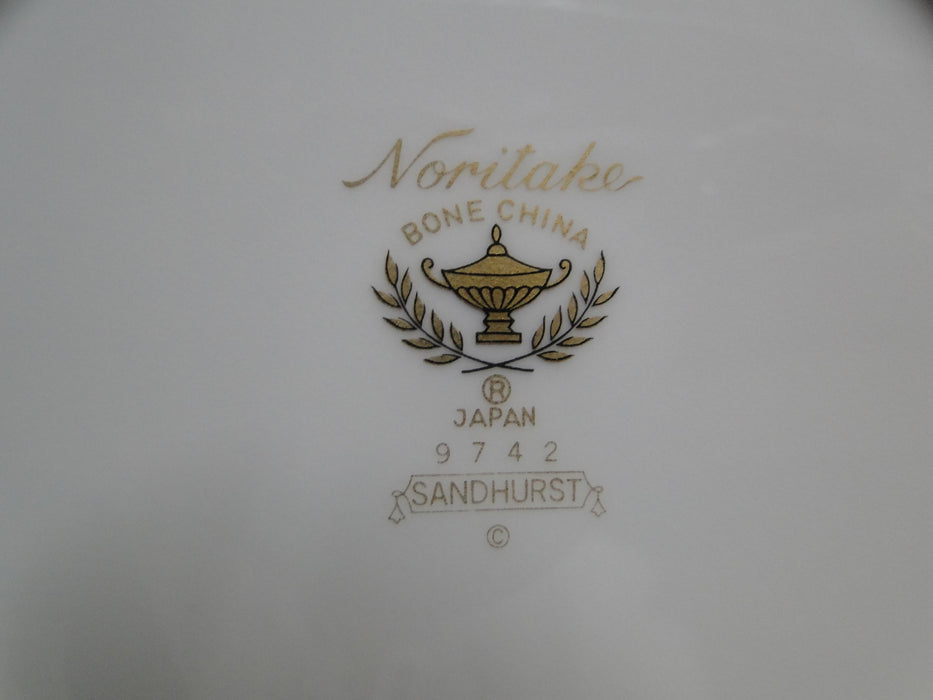 Noritake
BONE CHINA
®
JAPAN
9742
SANDHURST
©